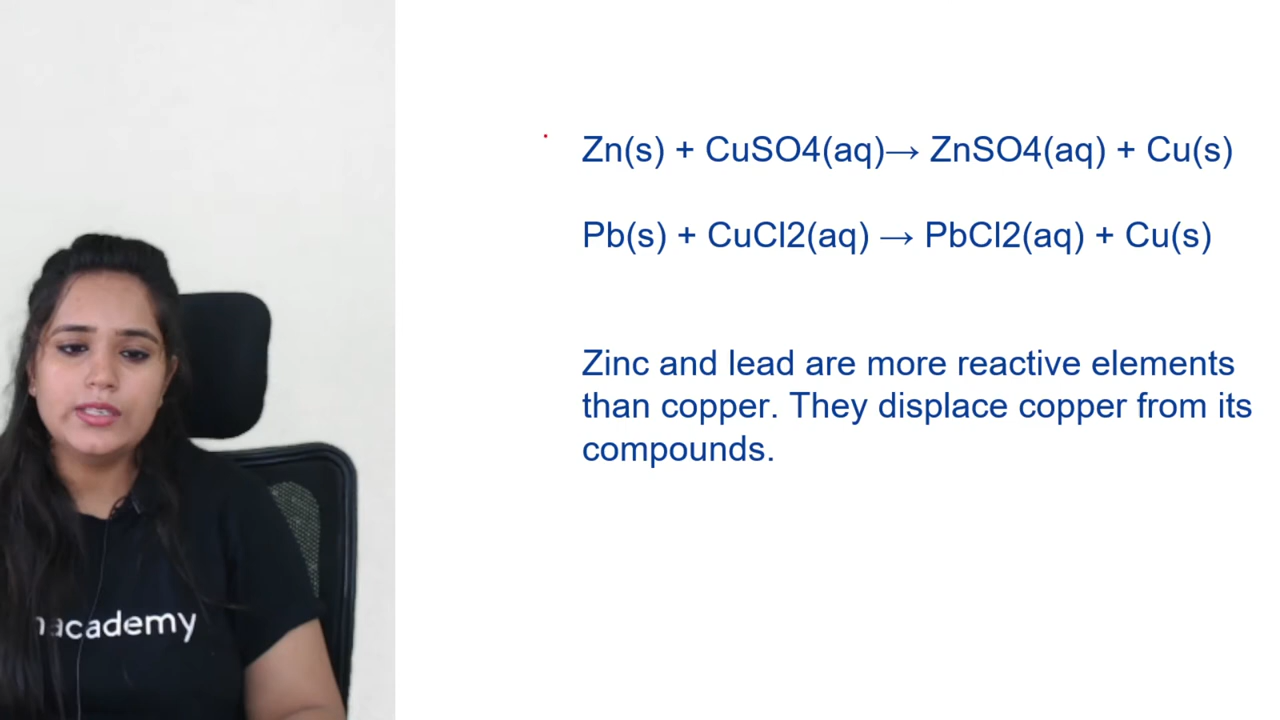 Zn(s) + CuSO4(aq)→ ZnSO4(aq) + Cu(s)
Pb(s) + CuCl2(aq) → PbCl2(aq) + Cu(s)
Zinc and lead are more reactive elements
than copper. They displace copper from its
compounds.
nacademy